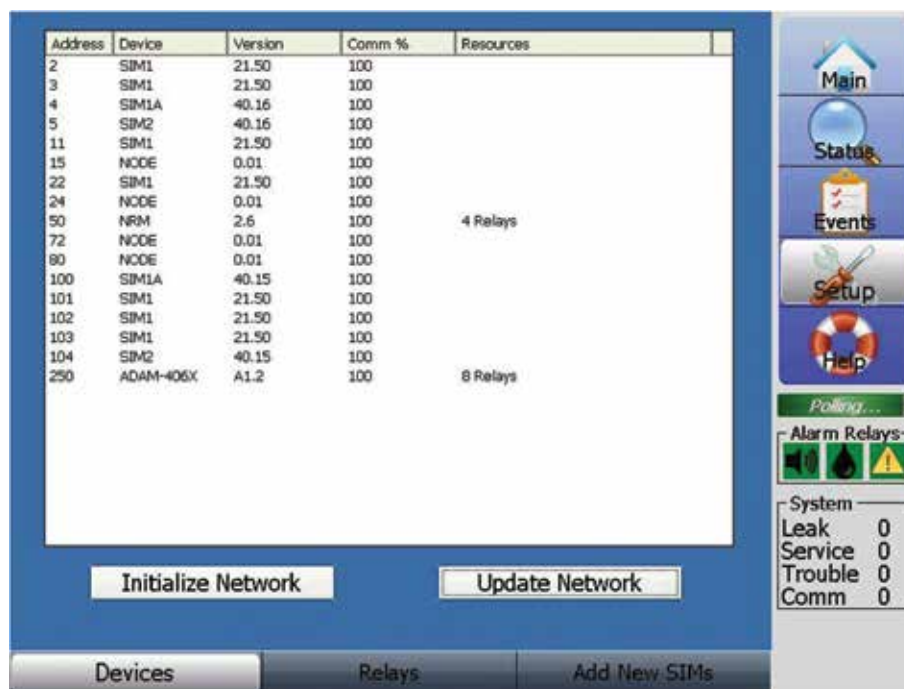 Address Device Version Comm % Resources
2 SIM1 21.50 100
3 SIM1 21.50 100
4 SIM1A 40.16 100
5 SIM2 40.16 100
11 SIM1 21.50 100
15 NODE 0.01 100
22 SIM1 21.50 100
24 NODE 0.01 100
50 NRM 2.6 100 4 Relays
72 NODE 0.01 100
80 NODE 0.01 100
100 SIM1A 40.15 100
101 SIM1 21.50 100
102 SIM1 21.50 100
103 SIM1 21.50 100
104 SIM2 40.15 100
250 ADAM-406X A1.2 100 8 Relays
Initialize Network Update Network
Devices Relays Add New SIMs
Main
Status
Events
Setup
Help
Polling...
Alarm Relays
System
Leak 0
Service 0
Trouble 0
Comm 0